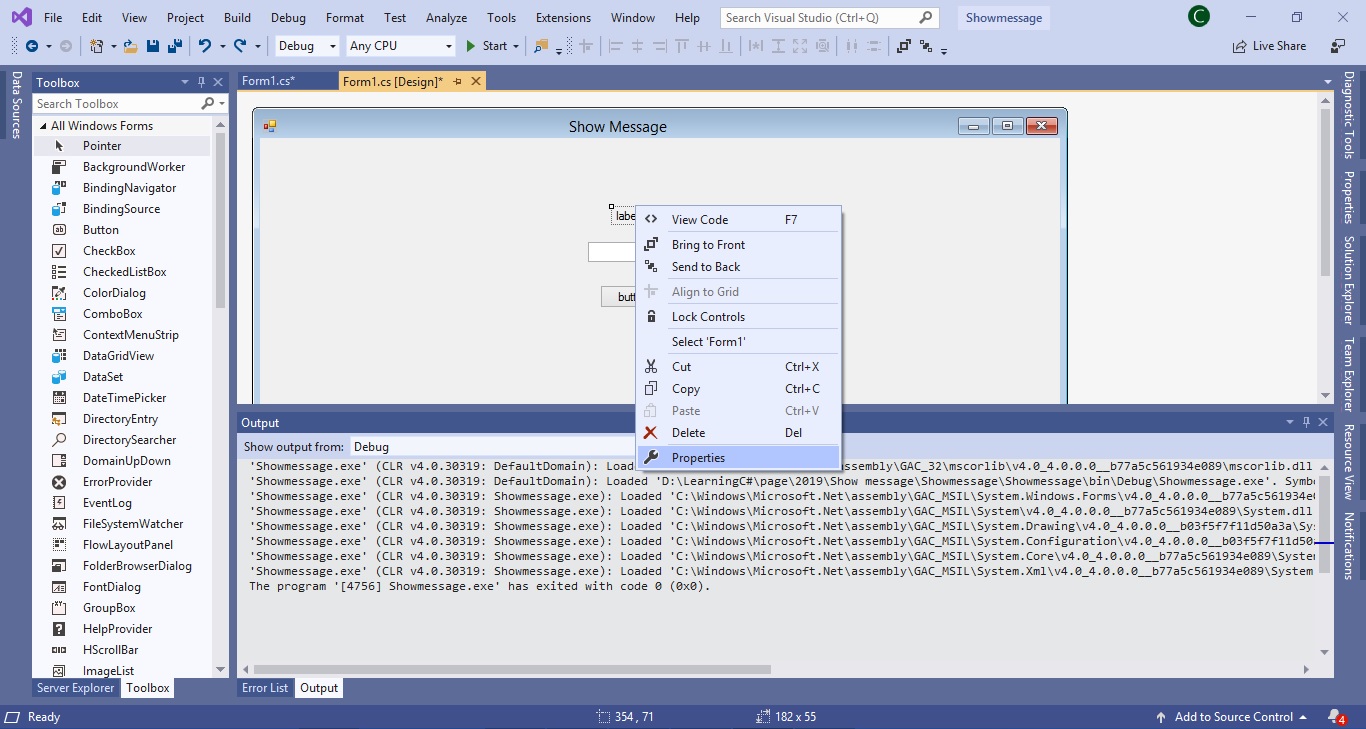 File Edit View Project Build Debug Format Test Analyze Tools Extensions Window Help Search Visual Studio (Ctrl+Q) Showmessage C
Debug Any CPU Start Live Share
Data Sources
Toolbox
Search Toolbox
All Windows Forms
Pointer
BackgroundWorker
BindingNavigator
BindingSource
Button
CheckBox
CheckedListBox
ColorDialog
ComboBox
ContextMenuStrip
DataGridView
DataSet
DateTimePicker
DirectoryEntry
DirectorySearcher
DomainUpDown
ErrorProvider
EventLog
FileSystemWatcher
FlowLayoutPanel
FolderBrowserDialog
FontDialog
GroupBox
HelpProvider
HScrollBar
ImageList
Server Explorer Toolbox
Form1.cs* Form1.cs [Design]*
Show Message
labe
butt
View Code F7
Bring to Front
Send to Back
Align to Grid
Lock Controls
Select 'Form1'
Cut Ctrl+X
Copy Ctrl+C
Paste Ctrl+V
Delete Del
Properties
Output
Show output from: Debug
'Showmessage.exe' (CLR v4.0.30319: DefaultDomain): Load assembly\GAC_32\mscorlib\v4.0_4.0.0.0__b77a5c561934e089\mscorlib.dll
'Showmessage.exe' (CLR v4.0.30319: DefaultDomain): Loaded 'D:\LearningC#\page\2019\Show message\Showmessage\Showmessage\bin\Debug\Showmessage.exe'. Symb
'Showmessage.exe' (CLR v4.0.30319: Showmessage.exe): Loaded 'C:\Windows\Microsoft.Net\assembly\GAC_MSIL\System.Windows.Forms\v4.0_4.0.0.0__b77a5c561934e
'Showmessage.exe' (CLR v4.0.30319: Showmessage.exe): Loaded 'C:\Windows\Microsoft.Net\assembly\GAC_MSIL\System\v4.0_4.0.0.0__b77a5c561934e089\System.dll
'Showmessage.exe' (CLR v4.0.30319: Showmessage.exe): Loaded 'C:\Windows\Microsoft.Net\assembly\GAC_MSIL\System.Drawing\v4.0_4.0.0.0__b03f5f7f11d50a3a\Sys
'Showmessage.exe' (CLR v4.0.30319: Showmessage.exe): Loaded 'C:\Windows\Microsoft.Net\assembly\GAC_MSIL\System.Configuration\v4.0_4.0.0.0__b03f5f7f11d50
'Showmessage.exe' (CLR v4.0.30319: Showmessage.exe): Loaded 'C:\Windows\Microsoft.Net\assembly\GAC_MSIL\System.Core\v4.0_4.0.0.0__b77a5c561934e089\System
'Showmessage.exe' (CLR v4.0.30319: Showmessage.exe): Loaded 'C:\Windows\Microsoft.Net\assembly\GAC_MSIL\System.Xml\v4.0_4.0.0.0__b77a5c561934e089\System
The program '[4756] Showmessage.exe' has exited with code 0 (0x0).
Error List Output
Diagnostic Tools
Properties
Solution Explorer
Team Explorer
Resource View
Notifications
Ready 354 , 71 182 x 55 Add to Source Control 4